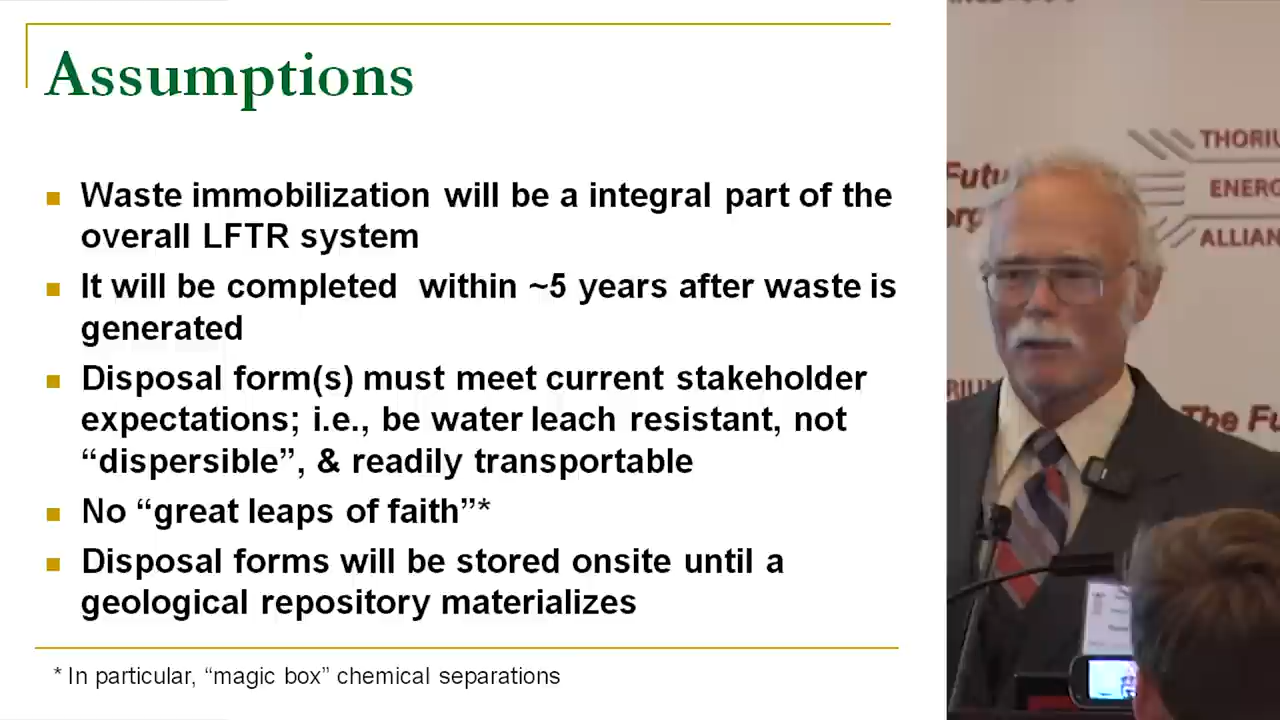 Assumptions
■ Waste immobilization will be a integral part of the
overall LFTR system
■ It will be completed within ~5 years after waste is
generated
■ Disposal form(s) must meet current stakeholder
expectations; i.e., be water leach resistant, not
“dispersible”, & readily transportable
■ No “great leaps of faith”*
■ Disposal forms will be stored onsite until a
geological repository materializes
* In particular, “magic box” chemical separations
THORIU
ENERG
ALLIAN
Futu
erg
RIUM
The Fu